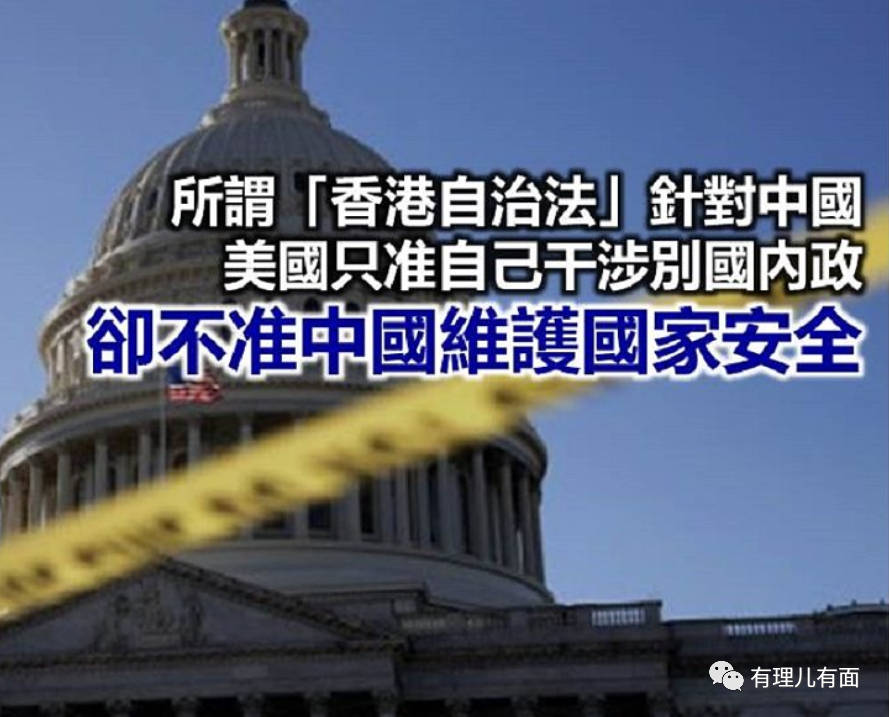 所謂「香港自治法」針對中國
美國只准自己干涉別國內政
卻不准中國維護國家安全
有理儿有面